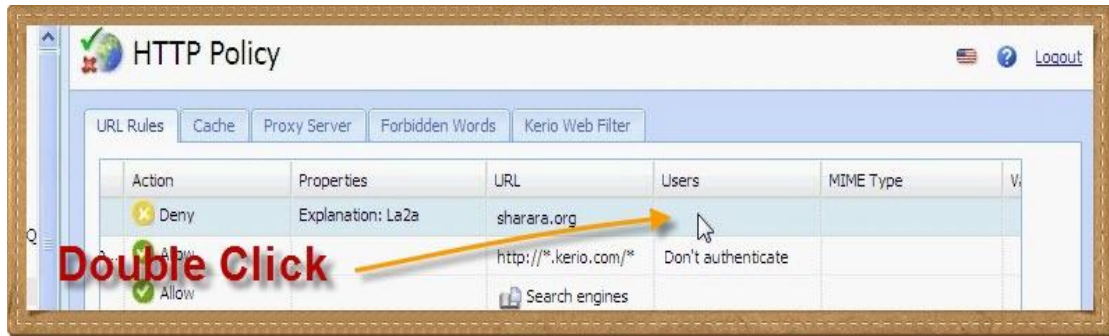 HTTP Policy
Logout
URL Rules Cache Proxy Server Forbidden Words Kerio Web Filter
Action Properties URL Users MIME Type
Deny Explanation: La2a sharara.org
A... Allow http://*.kerio.com/* Don't authenticate
Double Click
Allow Search engines